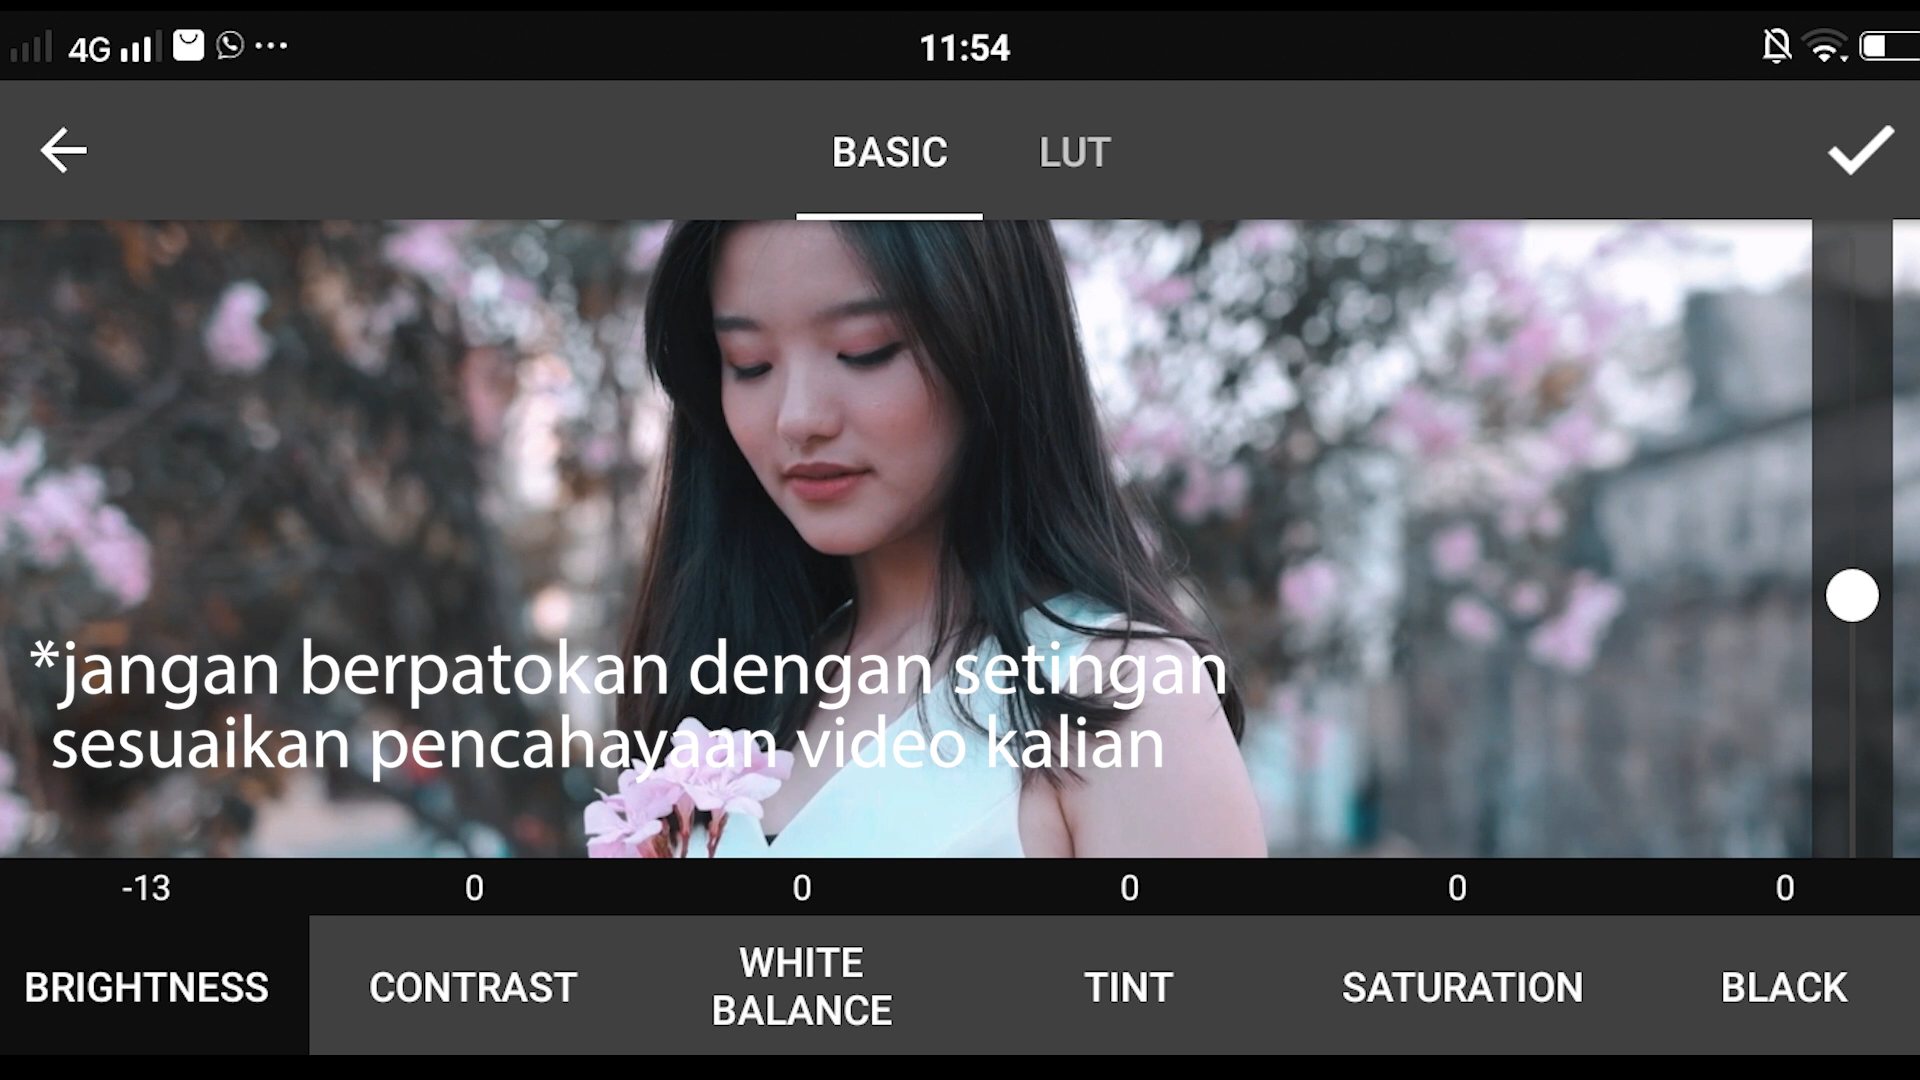 4G 11:54
BASIC LUT
*jangan berpatokan dengan setingan
sesuaikan pencahayaan video kalian
-13 0 0 0 0 0
BRIGHTNESS CONTRAST WHITE BALANCE TINT SATURATION BLACK